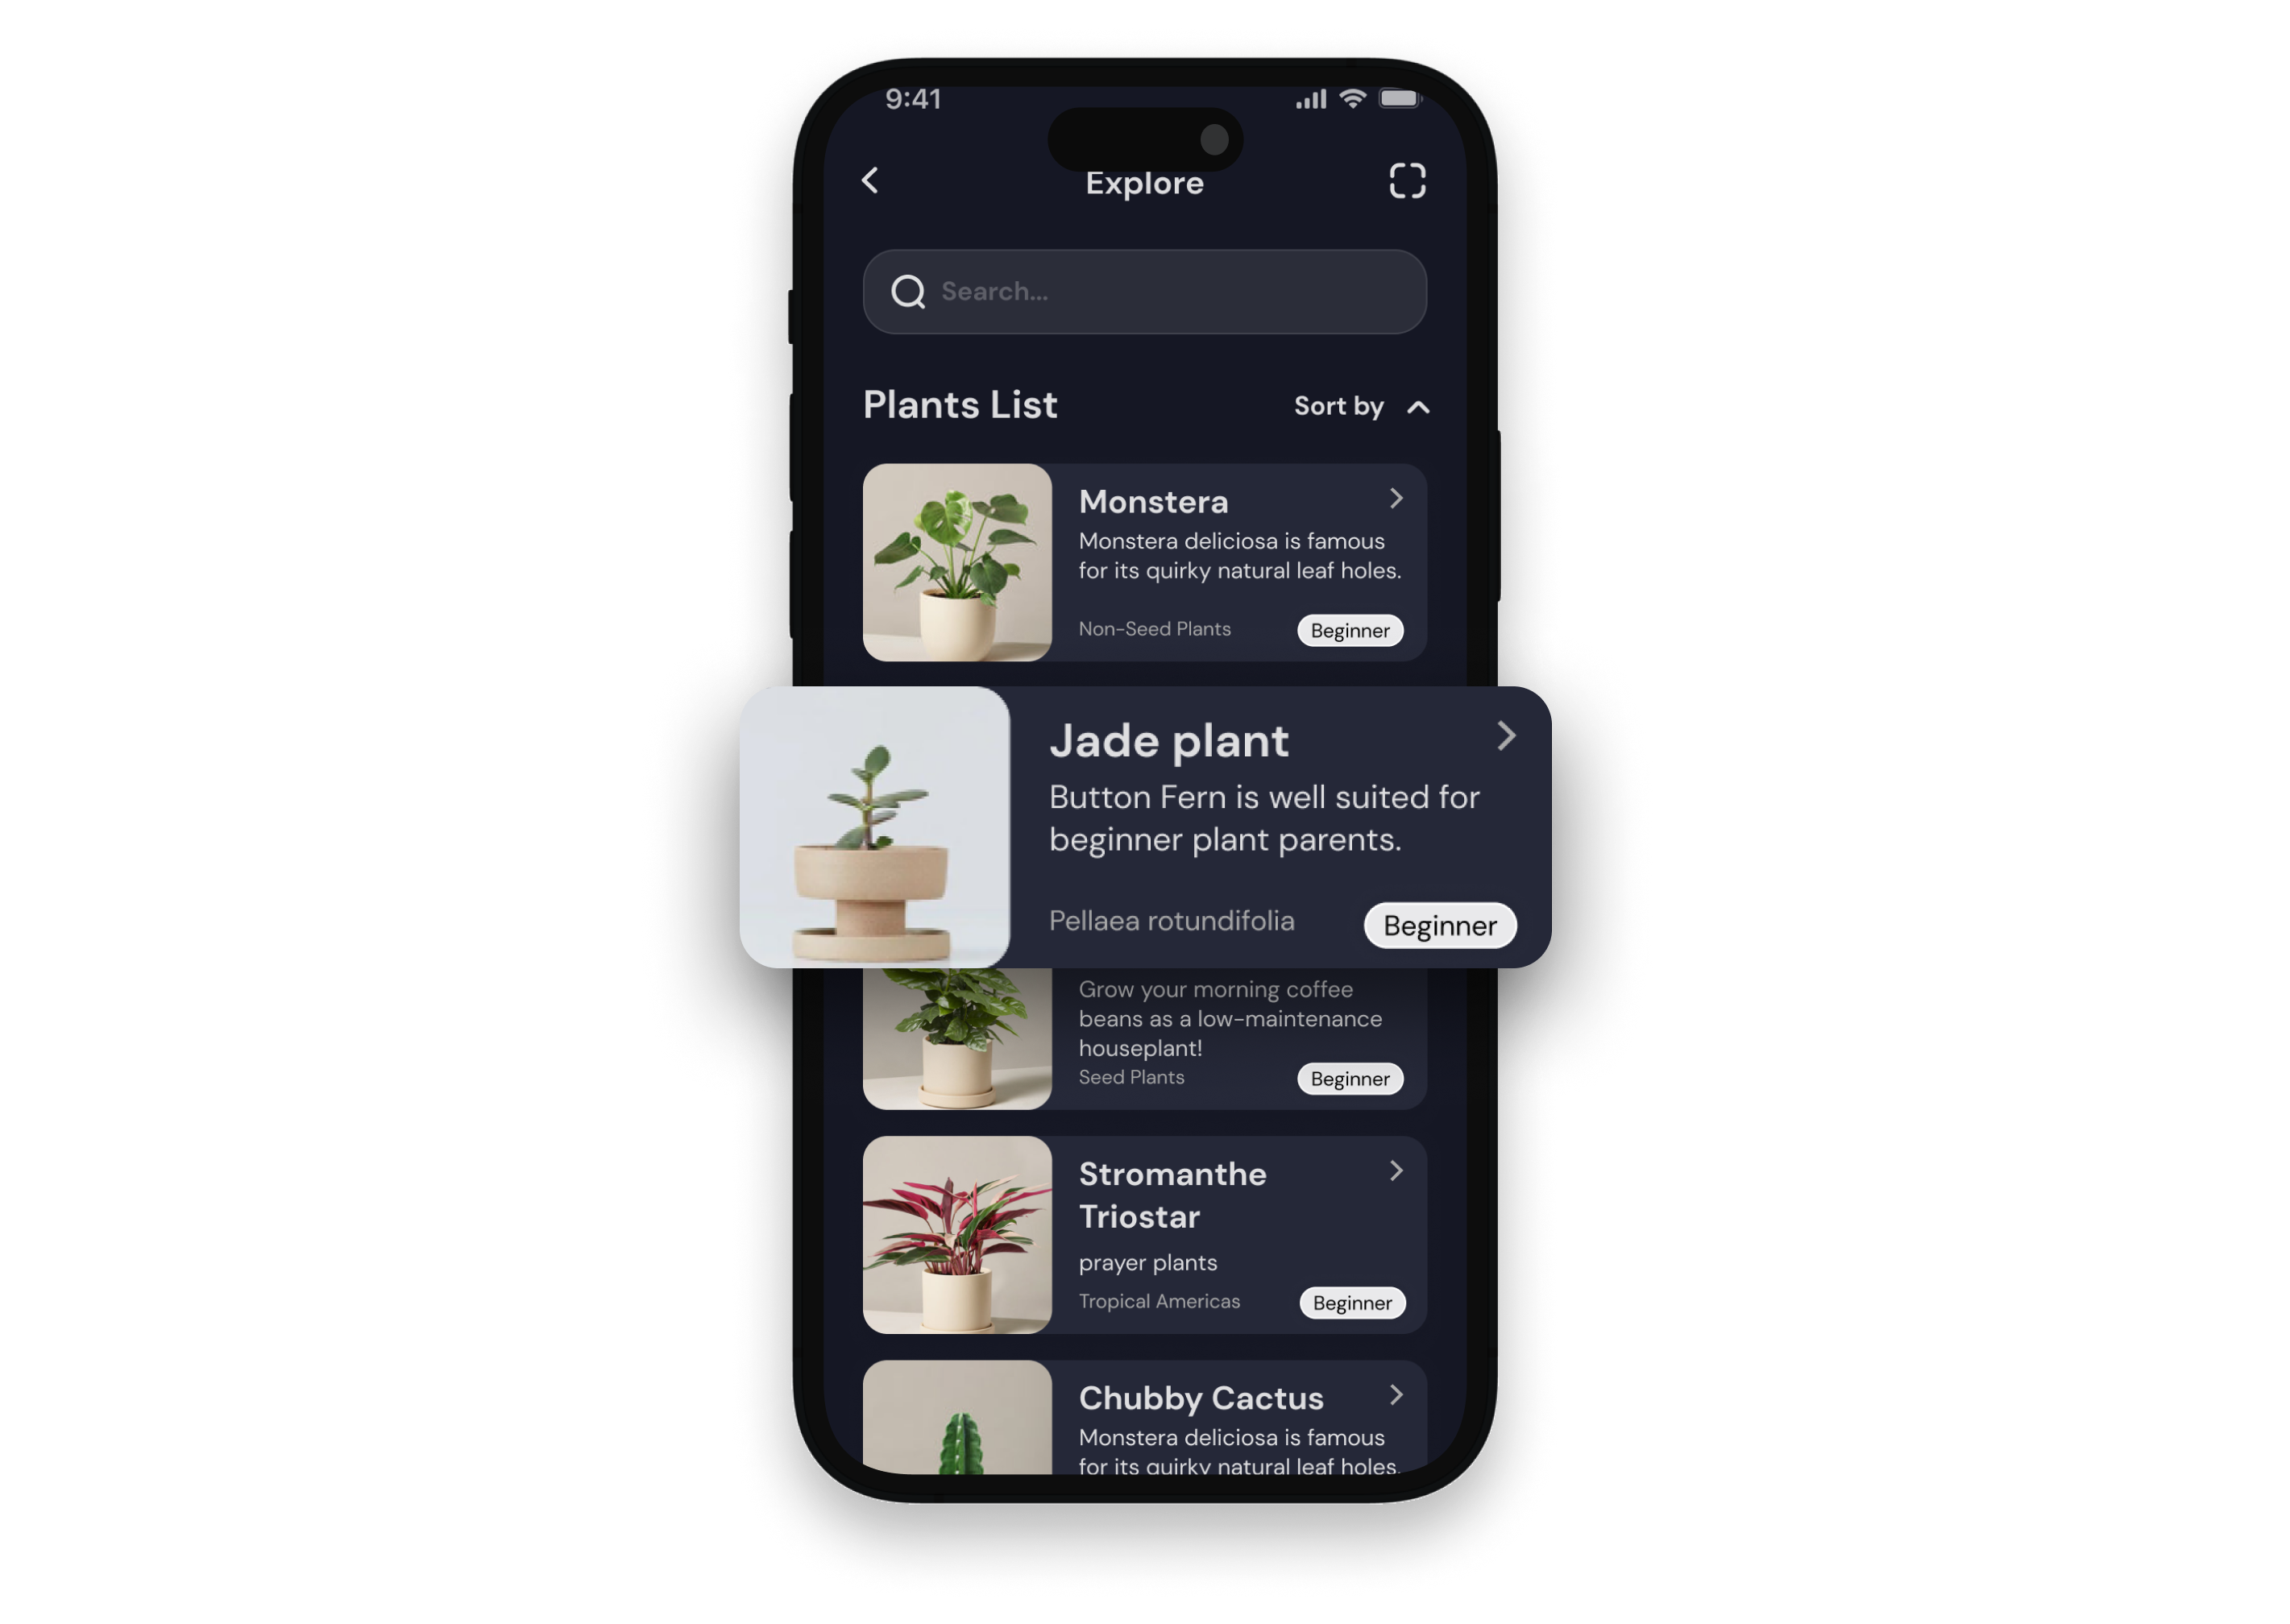 9:41
Explore
Search...
Plants List
Sort by
Monstera
Monstera deliciosa is famous
for its quirky natural leaf holes.
Non-Seed Plants
Beginner
Jade plant
Button Fern is well suited for
beginner plant parents.
Pellaea rotundifolia
Beginner
Grow your morning coffee
beans as a low-maintenance
houseplant!
Seed Plants
Beginner
Stromanthe
Triostar
prayer plants
Tropical Americas
Beginner
Chubby Cactus
Monstera deliciosa is famous
for its quirky natural leaf holes.